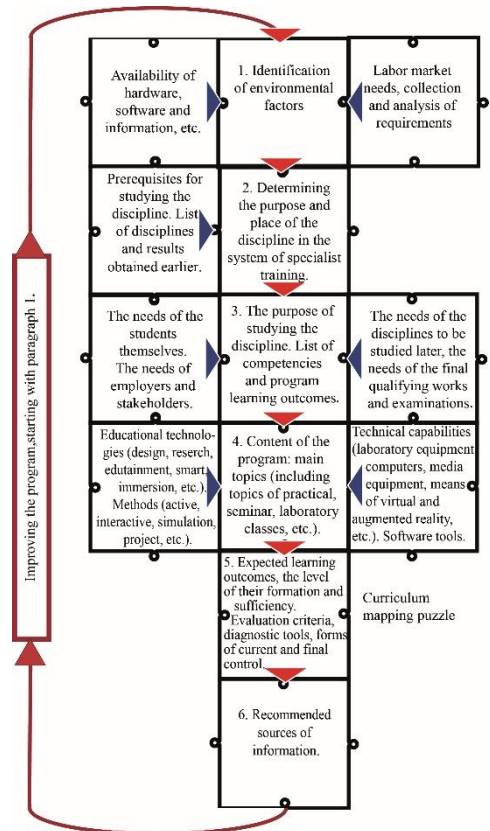 Availability of
hardware,
software and
information, etc.
1. Identification
of environmental
factors
Labor market
needs, collection
and analysis of
requirements
Prerequisites for
studying the
discipline. List
of disciplines
and results
obtained earlier.
2. Determining
the purpose and
place of the
discipline in the
system of specialist
training.
The needs of the
students
themselves.
The needs of
employers and
stakeholders.
3. The purpose of
studying the
discipline. List of
competencies
and program
learning outcomes.
The needs of the
disciplines to be
studied later, the
needs of the final
qualifying works
and examinations.
Educational technolo-
gies (design, reserch,
edutainment, smart,
immersion, etc.).
Methods (active,
interactive, simulation,
project, etc.).
4. Content of the
program: main
topics (including
topics of practical,
seminar, laboratory
classes, etc.).
Technical capabilities
(laboratory equipment
computers, media
equipment, means
of virtual and
augmented reality,
etc.). Software tools.
5. Expected learning
outcomes, the level
of their formation and
sufficiency.
Evaluation criteria,
diagnostic tools, forms
of current and final
control.
Curriculum
mapping puzzle
6. Recommended
sources of
information.
Improving the program,starting with paragraph 1.